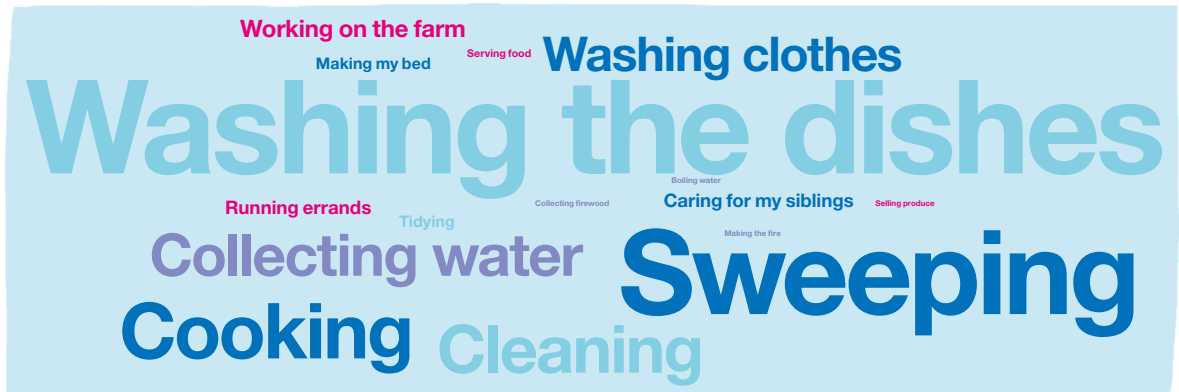 Working on the farm
Making my bed
Serving food
Washing clothes
Washing the dishes
Boiling water
Running errands
Tidying
Collecting firewood
Caring for my siblings
Selling produce
Collecting water
Making the fire
Sweeping
Cooking
Cleaning